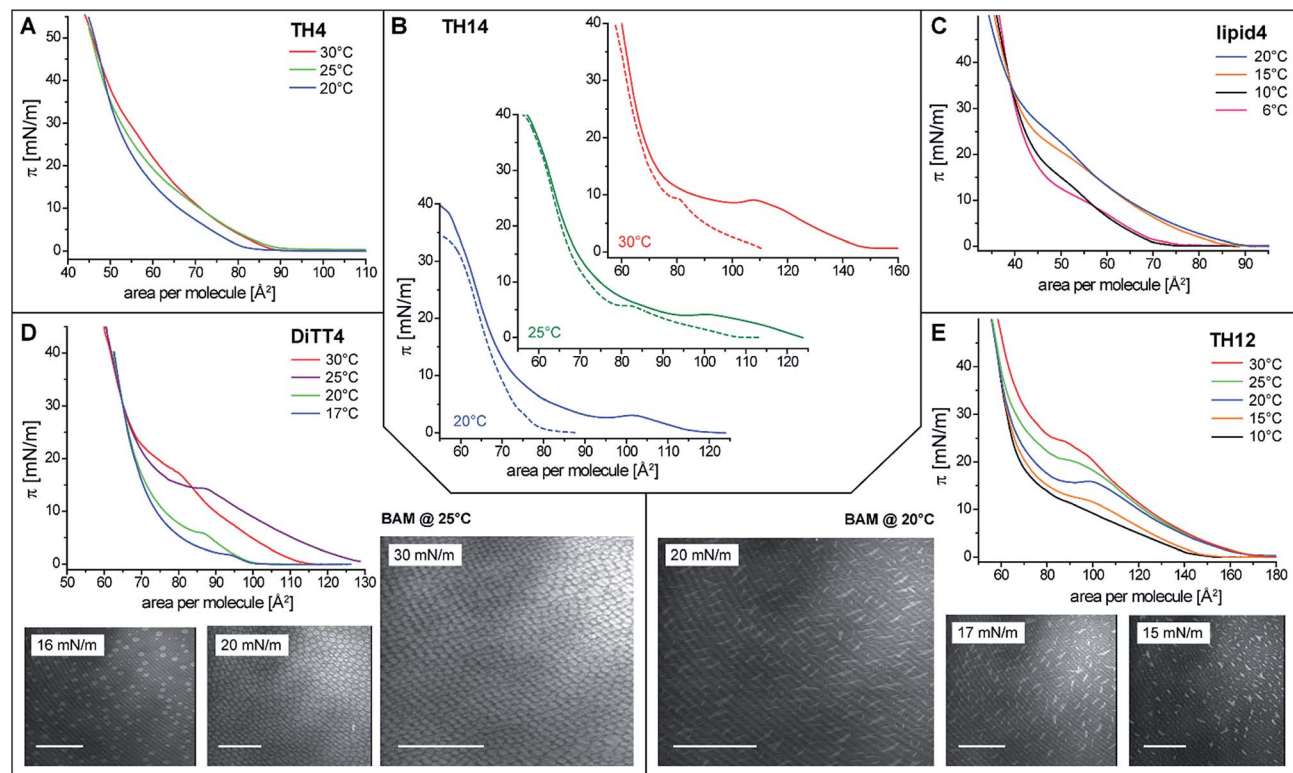 A
TH4
30°C
25°C
20°C
50
40
30
20
10
0
π [mN/m]
40 50 60 70 80 90 100 110
area per molecule [Å²]
B
TH14
40
30
20
10
0
60 80 100 120 140 160
30°C
40
30
20
10
0
π [mN/m]
60 70 80 90 100 110 120
25°C
40
30
20
10
0
π [mN/m]
60 70 80 90 100 110 120
20°C
area per molecule [Å²]
C
lipid4
20°C
15°C
10°C
6°C
40
30
20
10
0
π [mN/m]
40 50 60 70 80 90
area per molecule [Å²]
D
DiTT4
30°C
25°C
20°C
17°C
40
30
20
10
0
π [mN/m]
50 60 70 80 90 100 110 120 130
area per molecule [Å²]
BAM @ 25°C
16 mN/m
20 mN/m
30 mN/m
E
TH12
30°C
25°C
20°C
15°C
10°C
50
40
30
20
10
0
π [mN/m]
60 80 100 120 140 160 180
area per molecule [Å²]
BAM @ 20°C
20 mN/m
17 mN/m
15 mN/m